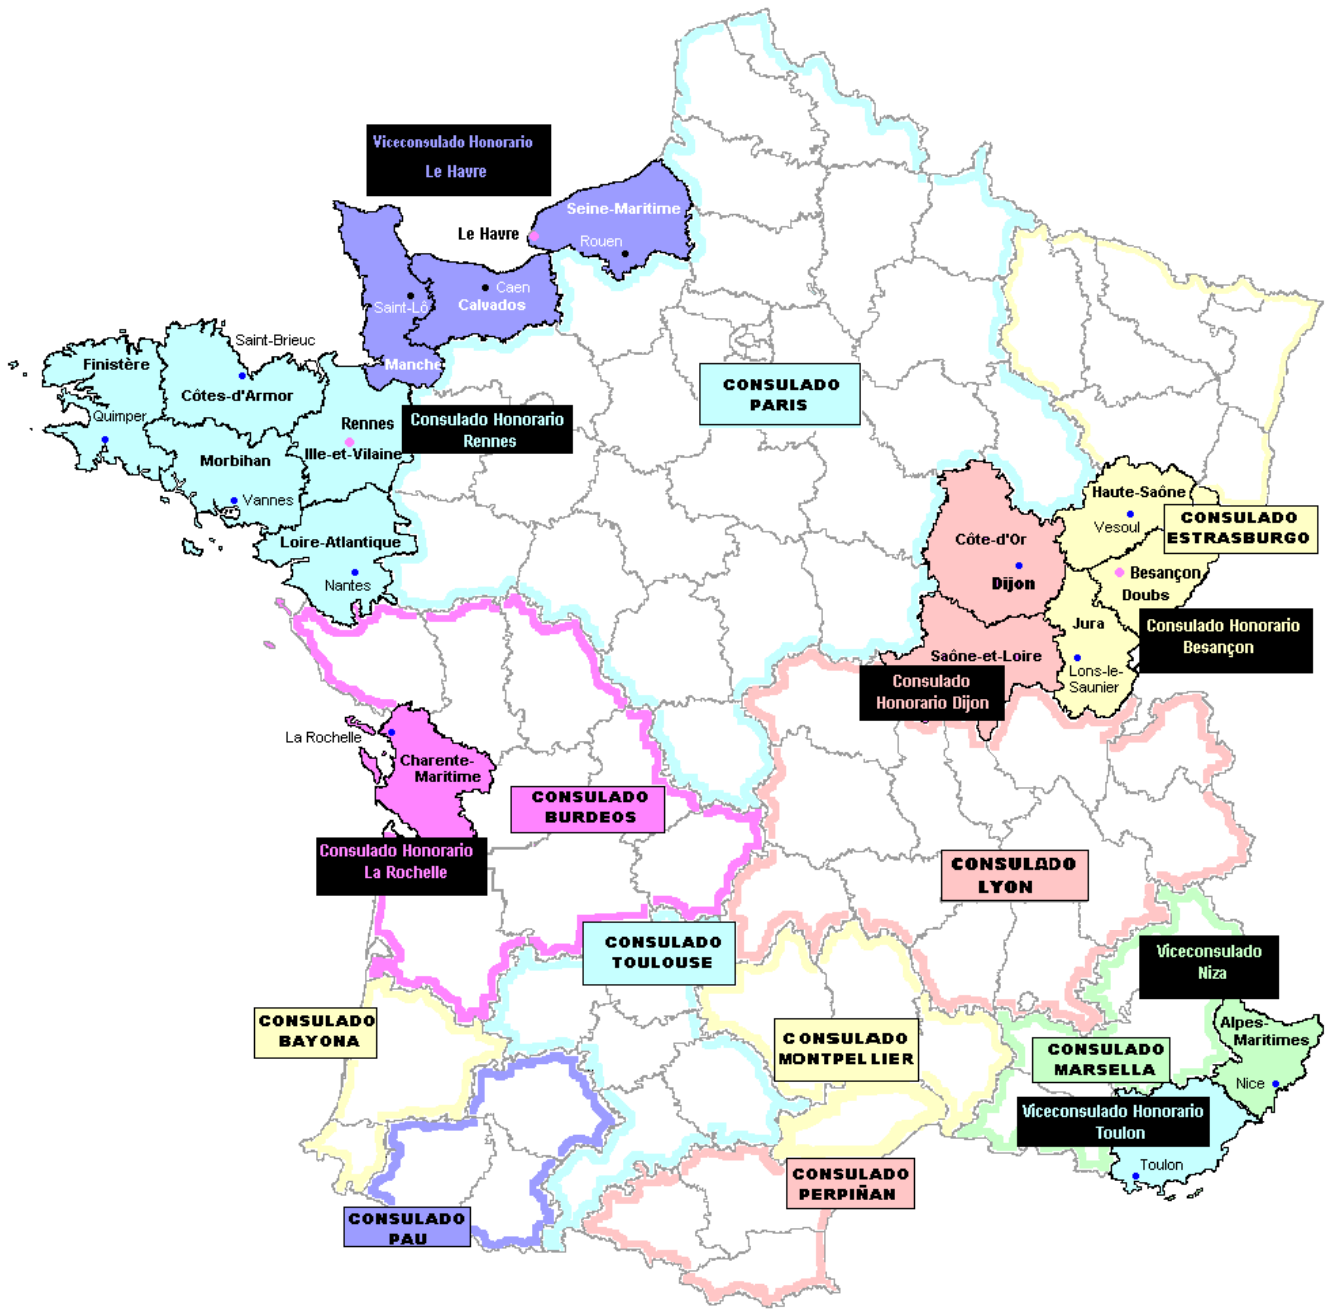 Viceconsulado Honorario
Le Havre
Seine-Maritime
Le Havre
Rouen
Caen
Saint-Lô
Calvados
Manche
Saint-Brieuc
Finistère
Côtes-d'Armor
Quimper
Rennes
Consulado Honorario
Rennes
Ille-et-Vilaine
Morbihan
Vannes
Loire-Atlantique
Nantes
CONSULADO
PARIS
Haute-Saône
Vesoul
CONSULADO
ESTRASBURGO
Côte-d'Or
Dijon
Besançon
Doubs
Jura
Consulado Honorario
Besançon
Saône-et-Loire
Lons-le-
Saunier
Consulado
Honorario Dijon
La Rochelle
Charente-
Maritime
CONSULADO
BURDEOS
Consulado Honorario
La Rochelle
CONSULADO
LYON
CONSULADO
TOULOUSE
Viceconsulado
Niza
CONSULADO
BAYONA
CONSULADO
MONTPELLIER
CONSULADO
MARSELLA
Alpes-
Maritimes
Nice
Viceconsulado Honorario
Toulon
Toulon
CONSULADO
PERPIÑAN
CONSULADO
PAU